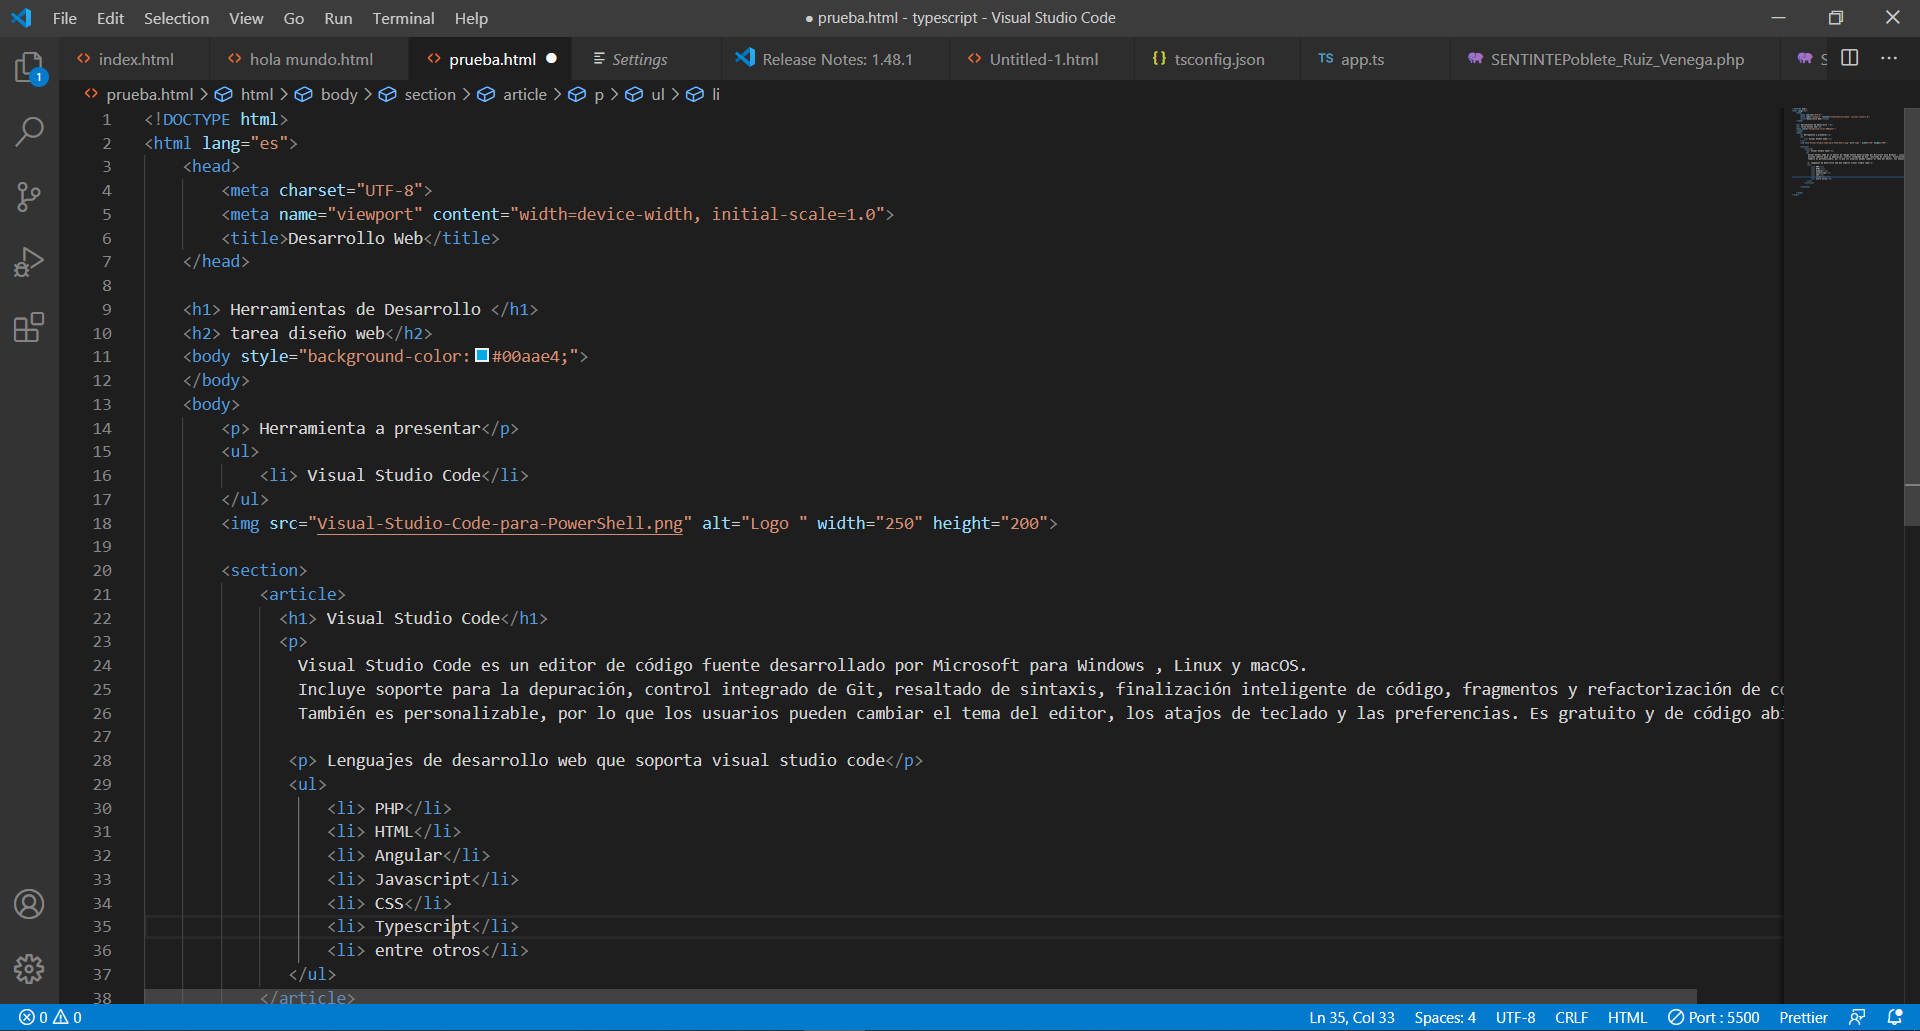 File Edit Selection View Go Run Terminal Help
● prueba.html - typescript - Visual Studio Code
index.html hola mundo.html prueba.html Settings Release Notes: 1.48.1 Untitled-1.html tsconfig.json TS app.ts SENTINTEPoblete_Ruiz_Venega.php
prueba.html > html > body > section > article > p > ul > li
1
1 <!DOCTYPE html>
2 <html lang="es">
3 <head>
4 <meta charset="UTF-8">
5 <meta name="viewport" content="width=device-width, initial-scale=1.0">
6 <title>Desarrollo Web</title>
7 </head>
8
9 <h1> Herramientas de Desarrollo </h1>
10 <h2> tarea diseño web</h2>
11 <body style="background-color: #00aae4;">
12 </body>
13 <body>
14 <p> Herramienta a presentar</p>
15 <ul>
16 <li> Visual Studio Code</li>
17 </ul>
18 <img src="Visual-Studio-Code-para-PowerShell.png" alt="Logo " width="250" height="200">
19
20 <section>
21 <article>
22 <h1> Visual Studio Code</h1>
23 <p>
24 Visual Studio Code es un editor de código fuente desarrollado por Microsoft para Windows , Linux y macOS.
25 Incluye soporte para la depuración, control integrado de Git, resaltado de sintaxis, finalización inteligente de código, fragmentos y refactorización de
26 También es personalizable, por lo que los usuarios pueden cambiar el tema del editor, los atajos de teclado y las preferencias. Es gratuito y de código abi
27
28 <p> Lenguajes de desarrollo web que soporta visual studio code</p>
29 <ul>
30 <li> PHP</li>
31 <li> HTML</li>
32 <li> Angular</li>
33 <li> Javascript</li>
34 <li> CSS</li>
35 <li> Typescript</li>
36 <li> entre otros</li>
37 </ul>
38 </article>
0 0 Ln 35, Col 33 Spaces: 4 UTF-8 CRLF HTML Port : 5500 Prettier